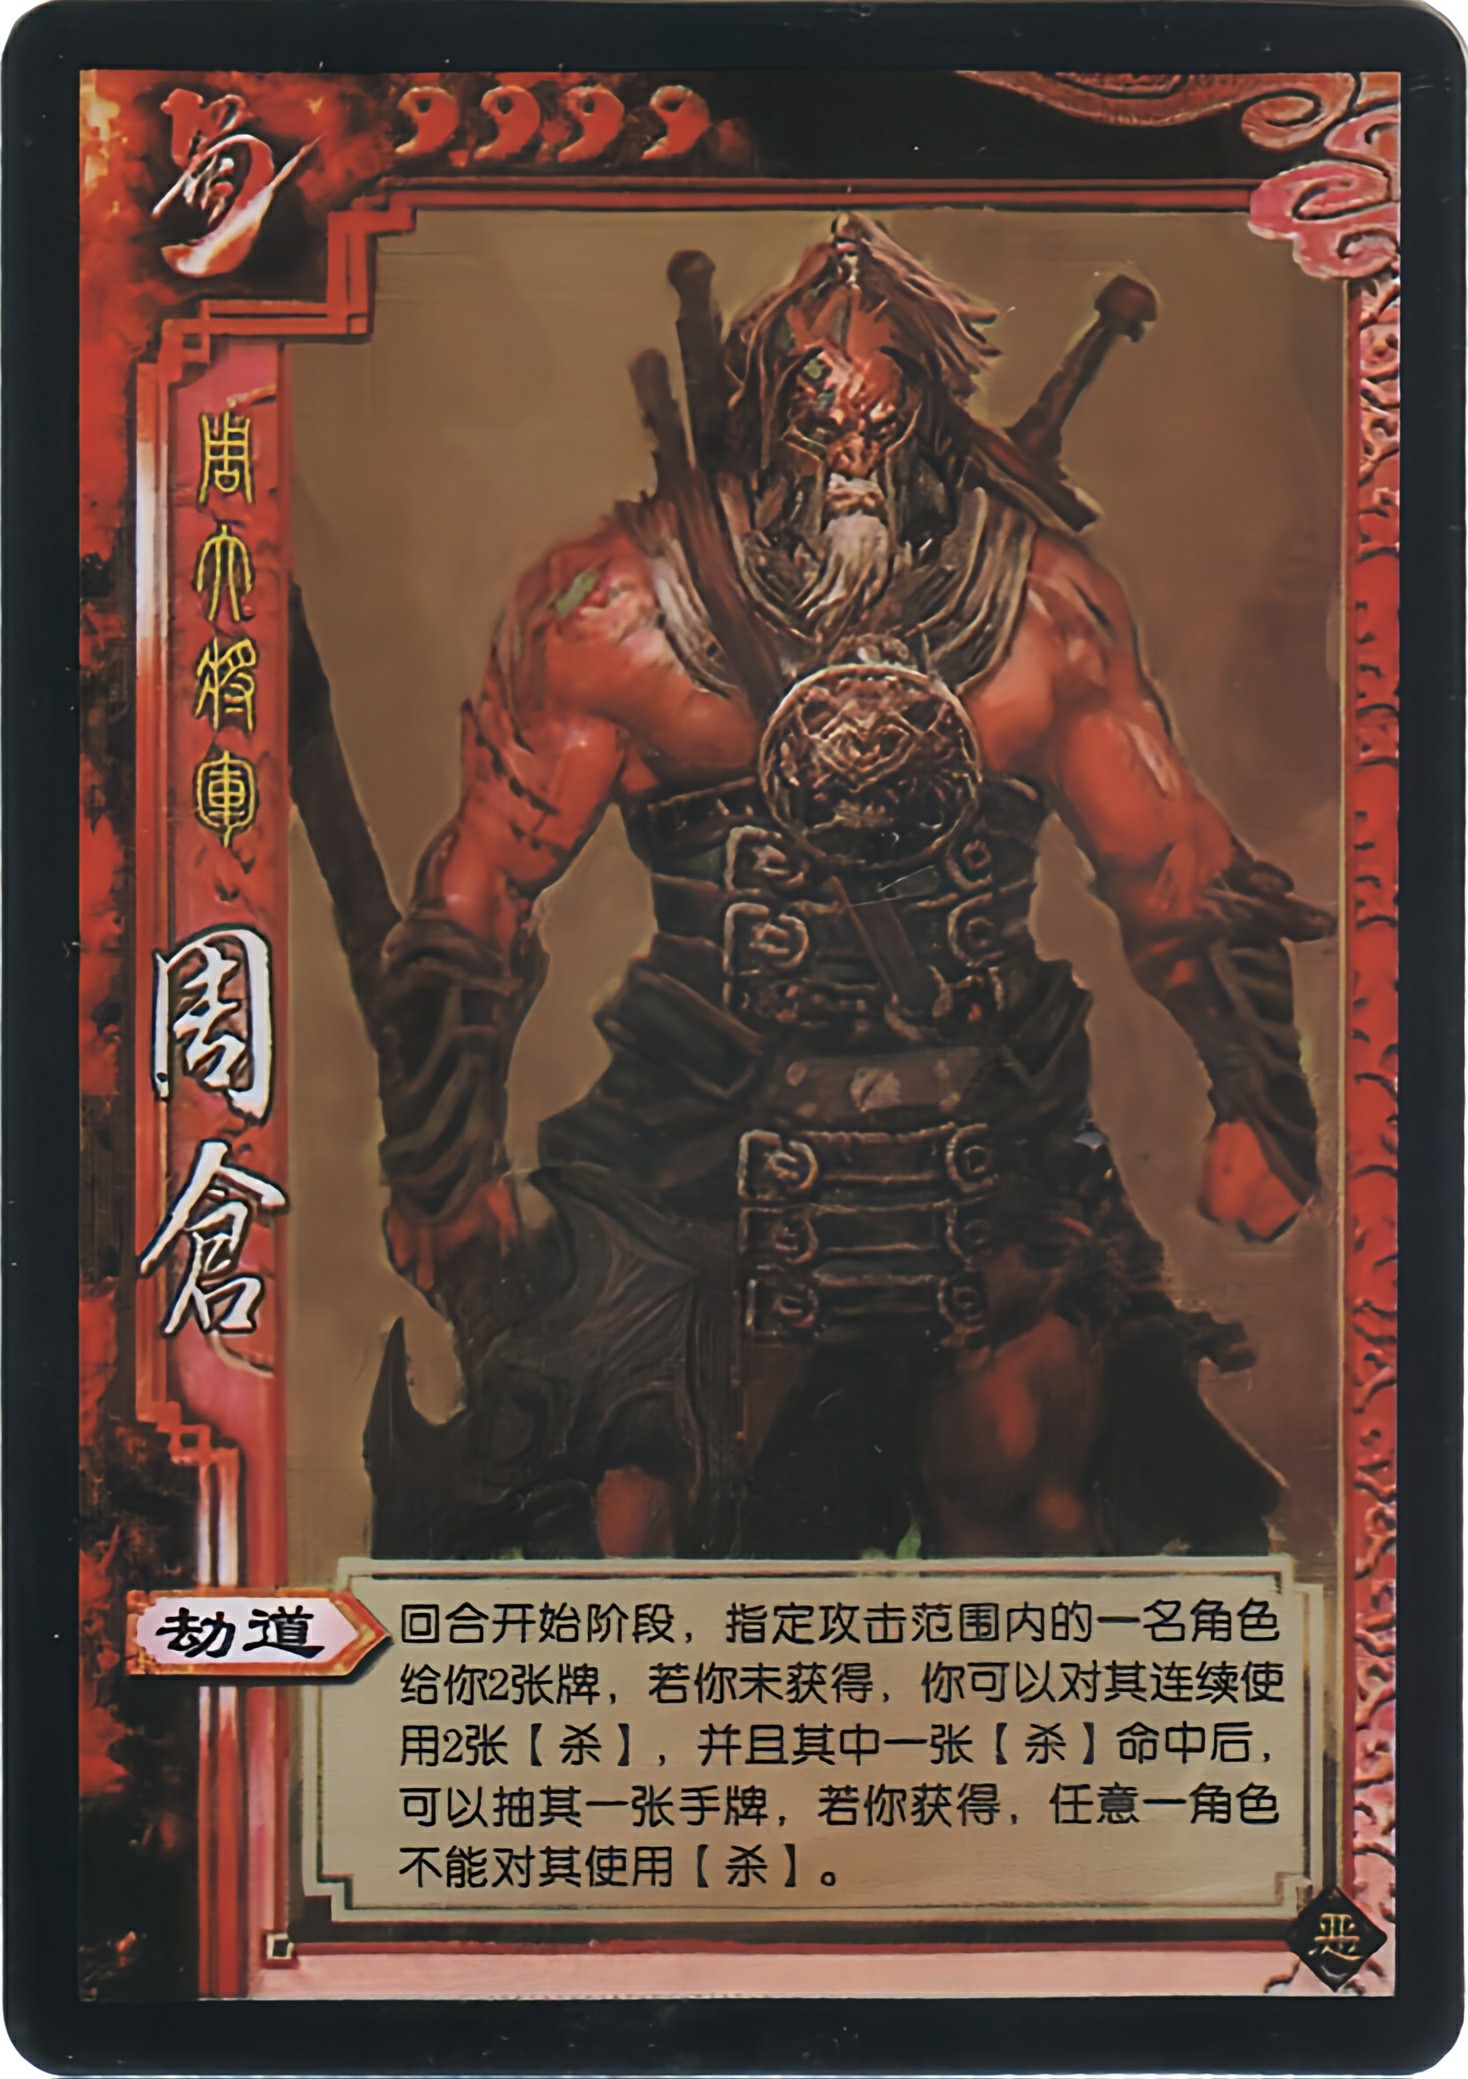 蜀
周大将軍
周倉
劫道
回合开始阶段，指定攻击范围内的一名角色
给你2张牌，若你未获得，你可以对其连续使
用2张【杀】，并且其中一张【杀】命中后，
可以抽其一张手牌，若你获得，任意一角色
不能对其使用【杀】。
恶